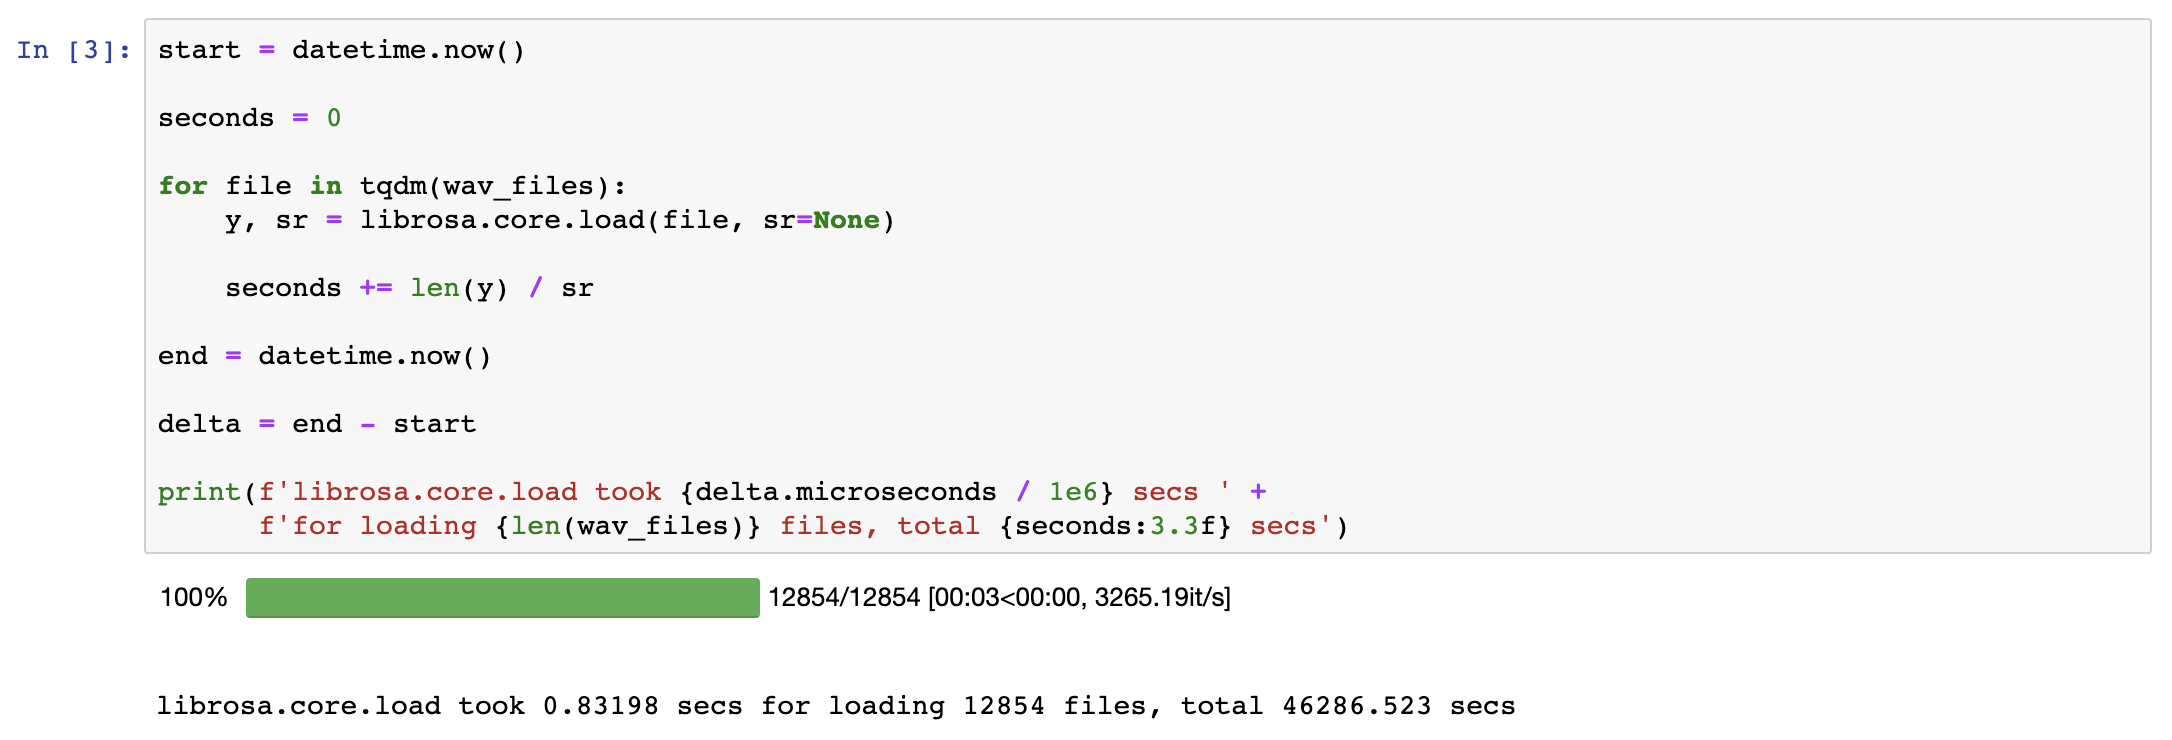 In [3]: start = datetime.now()
seconds = 0
for file in tqdm(wav_files):
    y, sr = librosa.core.load(file, sr=None)
    seconds += len(y) / sr
end = datetime.now()
delta = end - start
print(f'librosa.core.load took {delta.microseconds / 1e6} secs ' +
      f'for loading {len(wav_files)} files, total {seconds:3.3f} secs')
100% 12854/12854 [00:03<00:00, 3265.19it/s]
librosa.core.load took 0.83198 secs for loading 12854 files, total 46286.523 secs